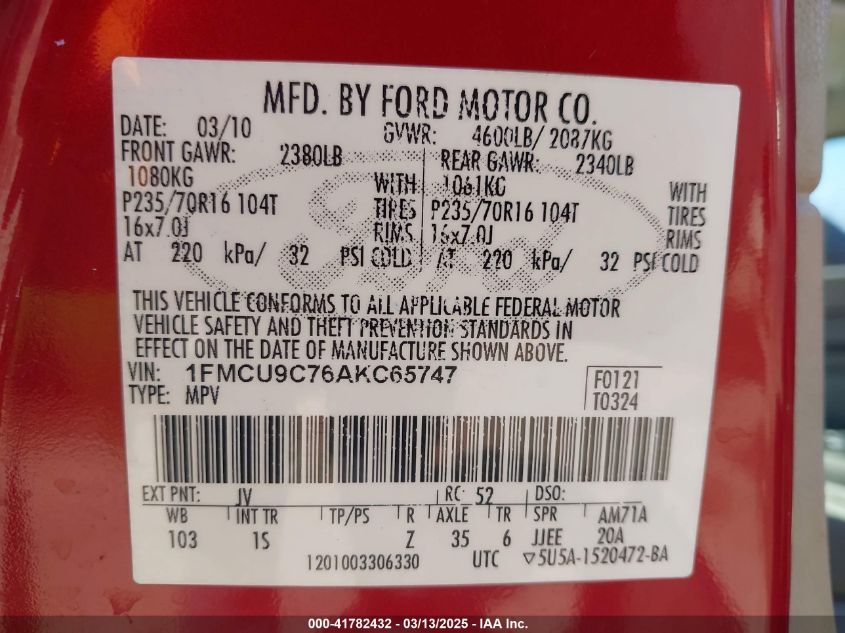 MFD. BY FORD MOTOR CO.
DATE: 03/10 GVWR: 4600LB/ 2087KG
FRONT GAWR: 2380LB REAR GAWR: 2340LB
1080KG WITH 1061KG WITH
P235/70R16 104T TIRES P235/70R16 104T TIRES
16x7.0J RIMS 16x7.0J RIMS
AT 220 kPa/ 32 PSI COLD AT 220 kPa/ 32 PSI COLD
THIS VEHICLE CONFORMS TO ALL APPLICABLE FEDERAL MOTOR
VEHICLE SAFETY AND THEFT PREVENTION STANDARDS IN
EFFECT ON THE DATE OF MANUFACTURE SHOWN ABOVE.
VIN: 1FMCU9C76AKC65747 F0121
TYPE: MPV T0324
EXT PNT: JV RC: 52 DSO:
WB INT TR TP/PS R AXLE TR SPR AM71A
103 1S Z 35 6 JJEE 20A
1201003306330 UTC ▽5U5A-1520472-BA
000-41782432 - 03/13/2025 - IAA Inc.